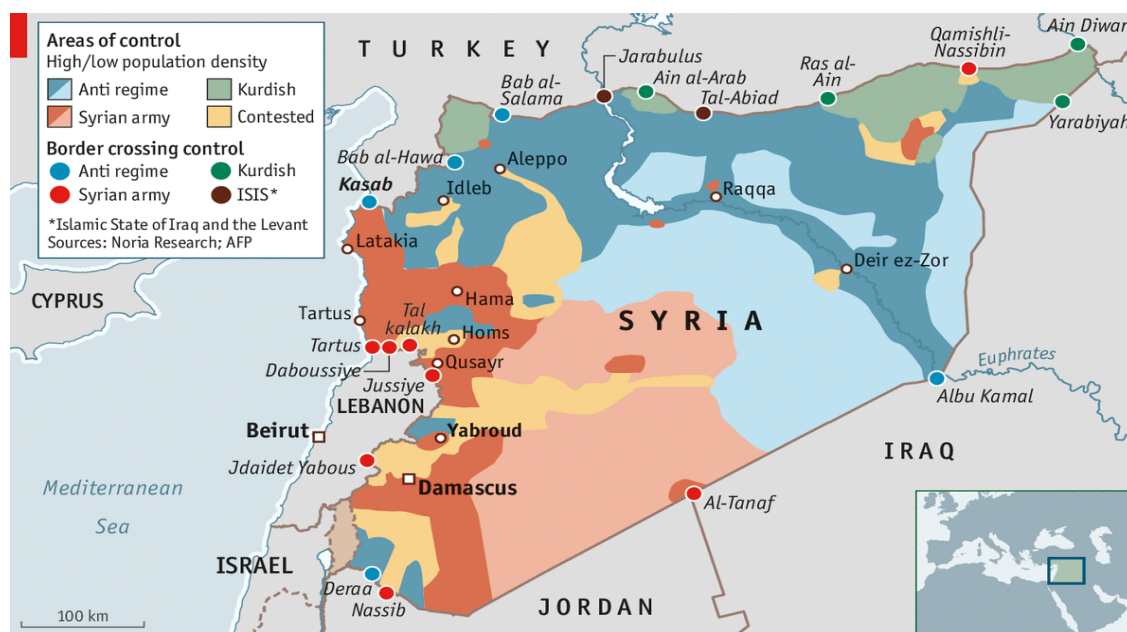 Areas of control
High/low population density
Anti regime
Kurdish
Syrian army
Contested
Border crossing control
Anti regime
Kurdish
Syrian army
ISIS*
*Islamic State of Iraq and the Levant
Sources: Noria Research; AFP
TURKEY
Jarabulus
Ain al-Arab
Tal-Abiad
Bab al-
Salama
Ras al-
Ain
Qamishli-
Nassibin
Ain Diwar
Yarabiyah
Bab al-Hawa
Aleppo
Kasab
Idleb
Raqqa
Latakia
Deir ez-Zor
CYPRUS
Hama
SYRIA
Tartus
Tal
kalakh
Homs
Tartus
Daboussiye
Qusayr
Jussiye
Euphrates
Albu Kamal
LEBANON
Beirut
Yabroud
IRAQ
Jdaidet Yabous
Damascus
Al-Tanaf
Mediterranean
Sea
ISRAEL
Deraa
Nassib
JORDAN
100 km